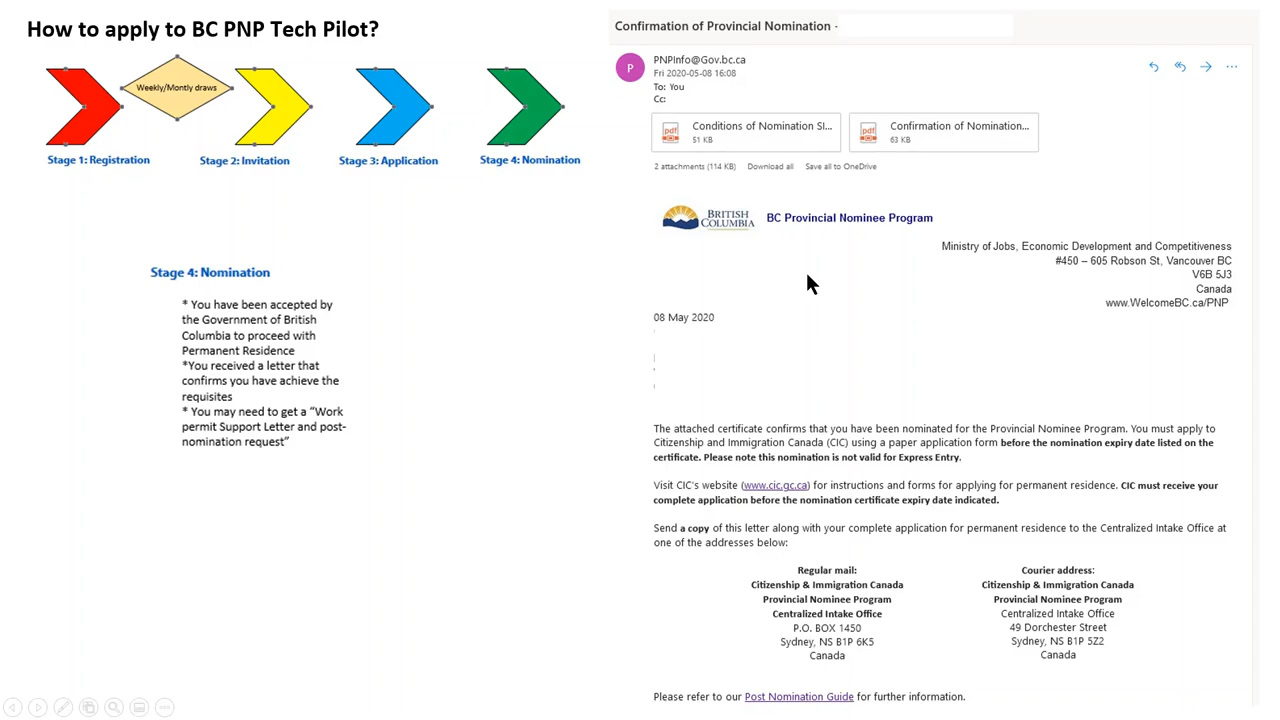 How to apply to BC PNP Tech Pilot?
Weekly/Montly draws
Stage 1: Registration
Stage 2: Invitation
Stage 3: Application
Stage 4: Nomination
Stage 4: Nomination
* You have been accepted by
the Government of British
Columbia to proceed with
Permanent Residence
*You received a letter that
confirms you have achieve the
requisites
* You may need to get a “Work
permit Support Letter and post-
nomination request”
Confirmation of Provincial Nomination -
P
PNPInfo@Gov.bc.ca
Fri 2020-05-08 16:08
To: You
Cc:
pdf
Conditions of Nomination SI...
51 KB
pdf
Confirmation of Nomination...
63 KB
2 attachments (114 KB) Download all Save all to OneDrive
BRITISH
COLUMBIA
BC Provincial Nominee Program
Ministry of Jobs, Economic Development and Competitiveness
#450 – 605 Robson St, Vancouver BC
V6B 5J3
Canada
www.WelcomeBC.ca/PNP
08 May 2020
The attached certificate confirms that you have been nominated for the Provincial Nominee Program. You must apply to
Citizenship and Immigration Canada (CIC) using a paper application form before the nomination expiry date listed on the
certificate. Please note this nomination is not valid for Express Entry.
Visit CIC's website (www.cic.gc.ca) for instructions and forms for applying for permanent residence. CIC must receive your
complete application before the nomination certificate expiry date indicated.
Send a copy of this letter along with your complete application for permanent residence to the Centralized Intake Office at
one of the addresses below:
Regular mail:
Citizenship & Immigration Canada
Provincial Nominee Program
Centralized Intake Office
P.O. BOX 1450
Sydney, NS B1P 6K5
Canada
Courier address:
Citizenship & Immigration Canada
Provincial Nominee Program
Centralized Intake Office
49 Dorchester Street
Sydney, NS B1P 5Z2
Canada
Please refer to our Post Nomination Guide for further information.